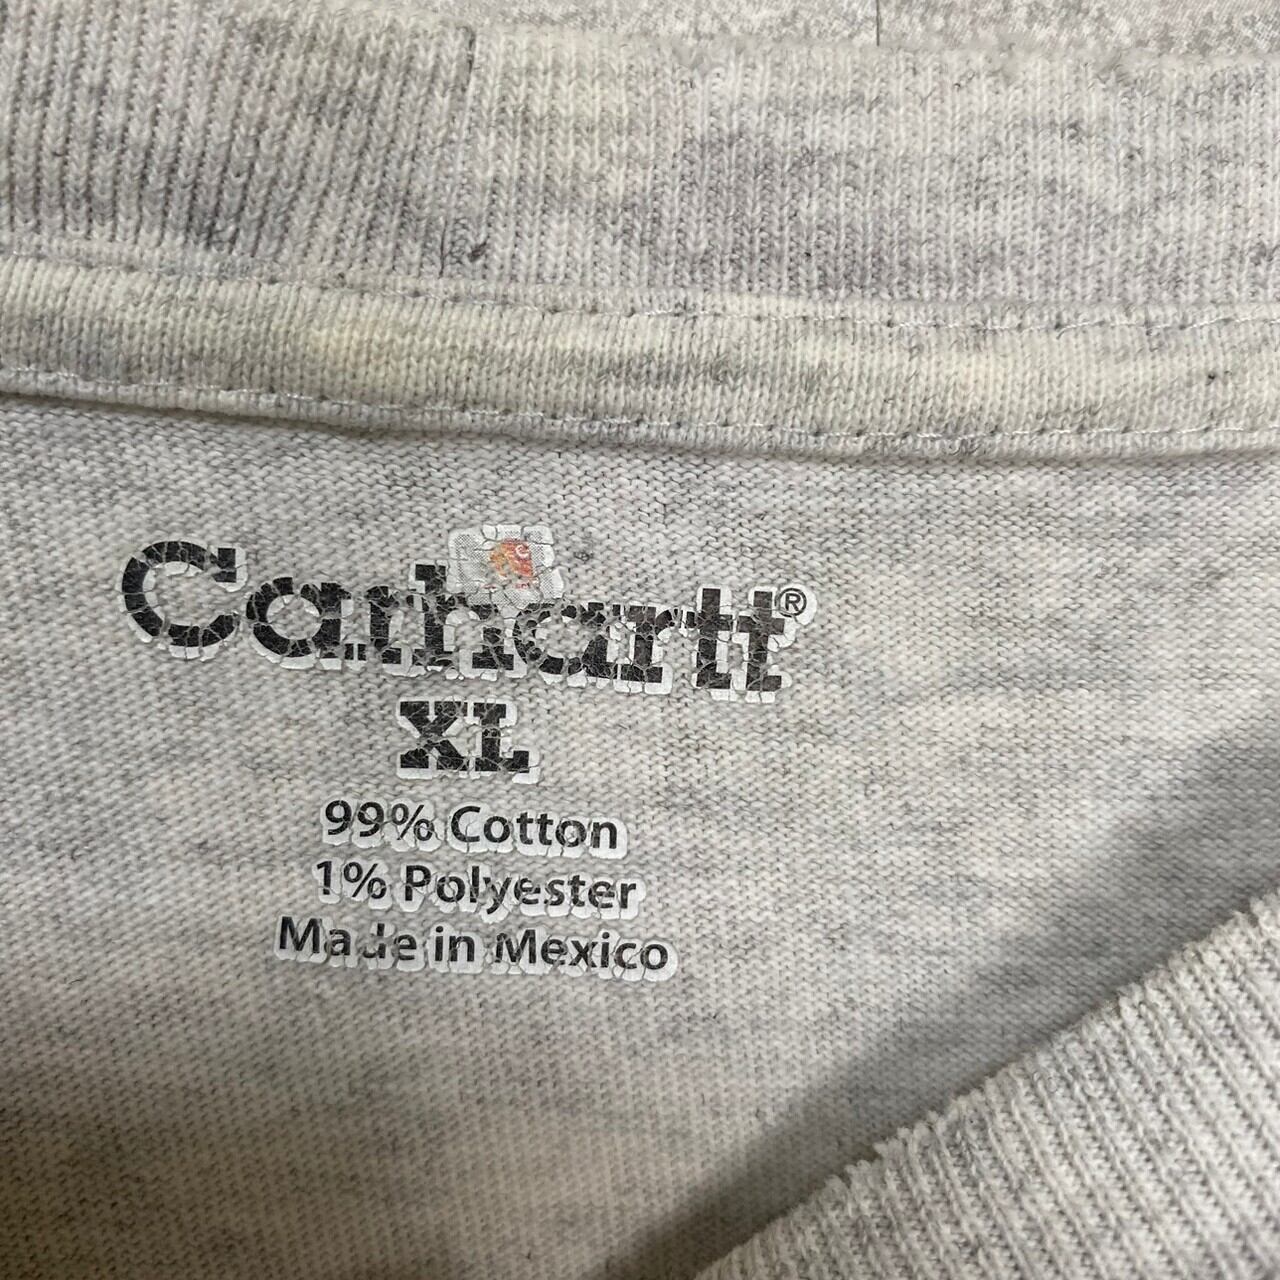 Carhartt®
XL
99% Cotton
1% Polyester
Made in Mexico